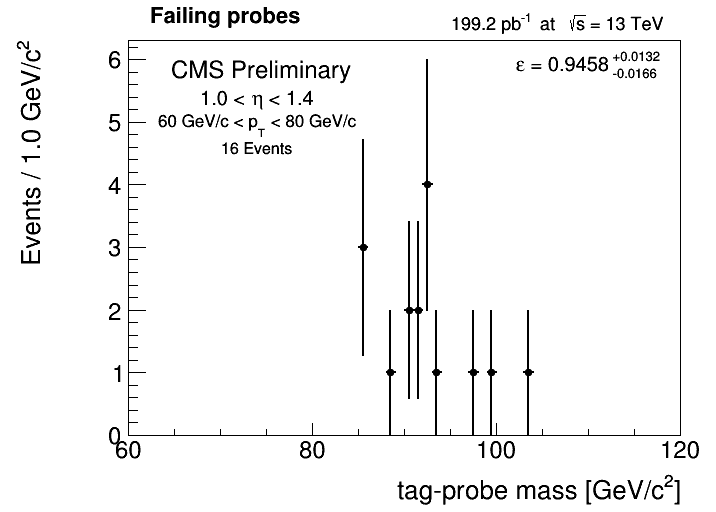 Failing probes
199.2 pb⁻¹ at √s = 13 TeV
CMS Preliminary
1.0 < η < 1.4
60 GeV/c < p_T < 80 GeV/c
16 Events
ε = 0.9458 +0.0132 -0.0166
Events / 1.0 GeV/c²
6
5
4
3
2
1
0
60 80 100 120
tag-probe mass [GeV/c²]